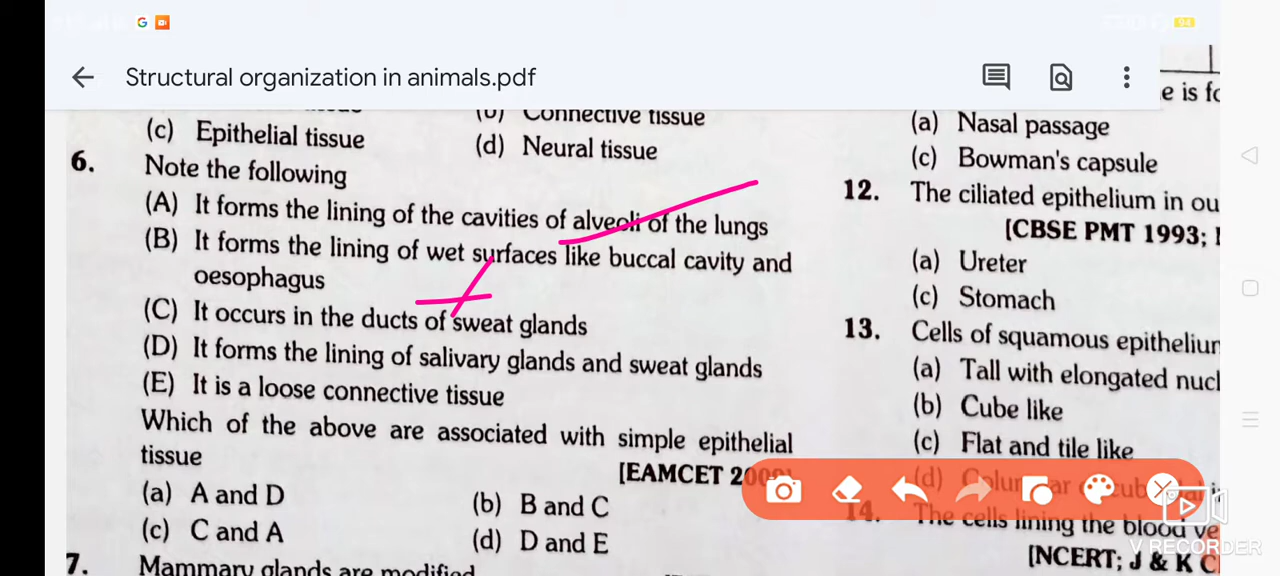 94
Structural organization in animals.pdf
(b) Connective tissue
(c) Epithelial tissue
(d) Neural tissue
6. Note the following
(A) It forms the lining of the cavities of alveoli of the lungs
(B) It forms the lining of wet surfaces like buccal cavity and
oesophagus
(C) It occurs in the ducts of sweat glands
(D) It forms the lining of salivary glands and sweat glands
(E) It is a loose connective tissue
Which of the above are associated with simple epithelial
tissue
[EAMCET 2009]
(a) A and D
(b) B and C
(c) C and A
(d) D and E
7. Mammary glands are modified
e is fo
(a) Nasal passage
(c) Bowman's capsule
12. The ciliated epithelium in ou
[CBSE PMT 1993;
(a) Ureter
(c) Stomach
13. Cells of squamous epithelium
(a) Tall with elongated nucl
(b) Cube like
(c) Flat and tile like
(d) Columnar
14. The cells lining the blood ve
[NCERT; J & K C
V RECORDER